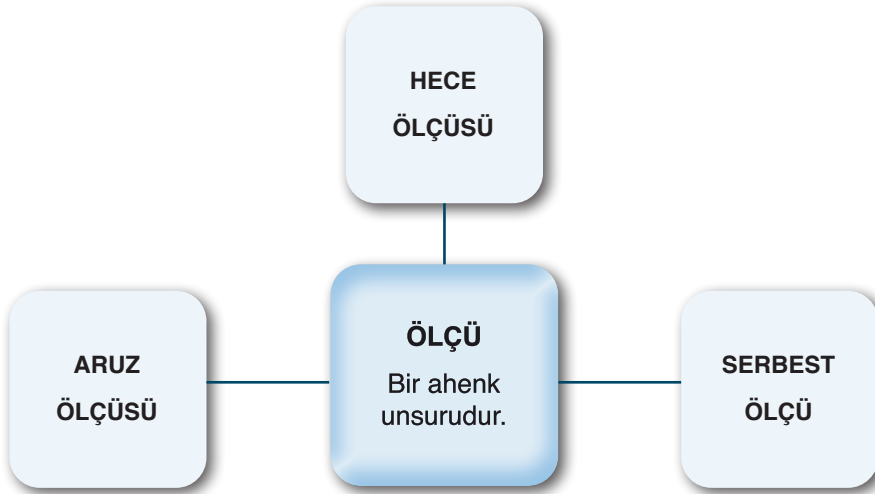 HECE
ÖLÇÜSÜ
ARUZ
ÖLÇÜSÜ
ÖLÇÜ
Bir ahenk
unsurudur.
SERBEST
ÖLÇÜ